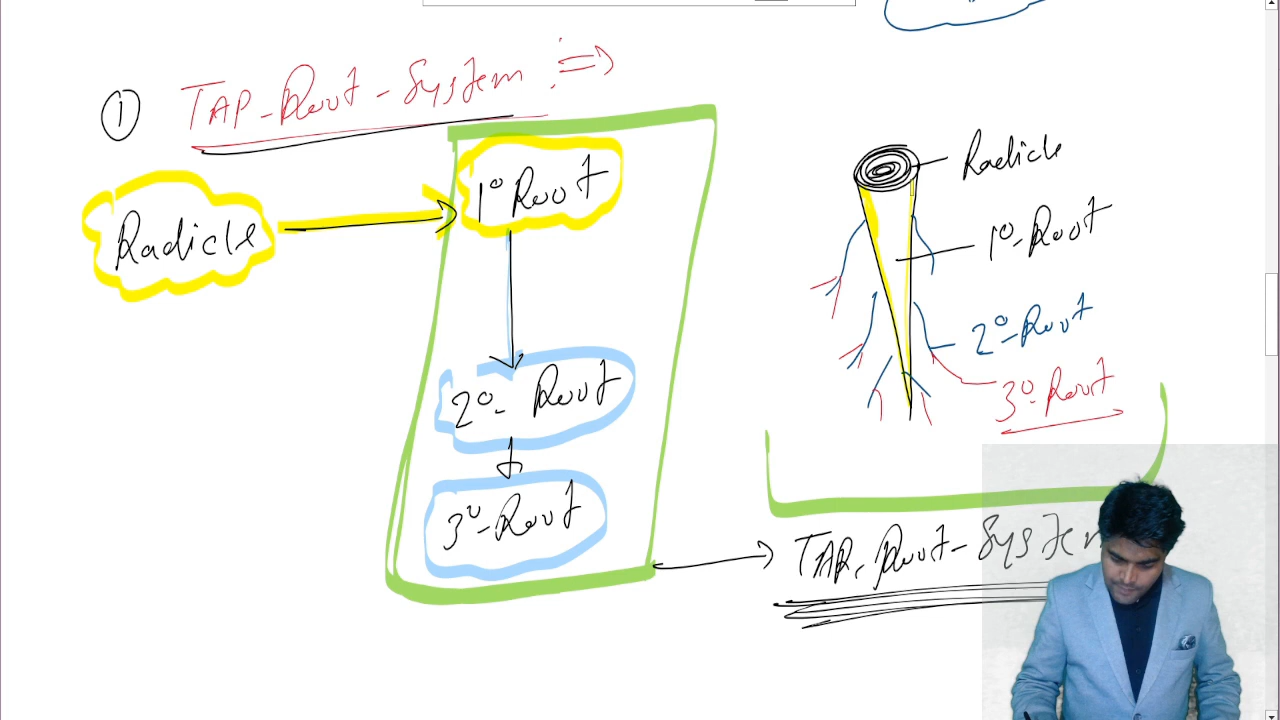 ① TAP-Root-System :⇒
Radicle
1° Root
2°- Root
3°-Root
Radicle
1°-Root
2°-Root
3°-Root
TAP-Root-System